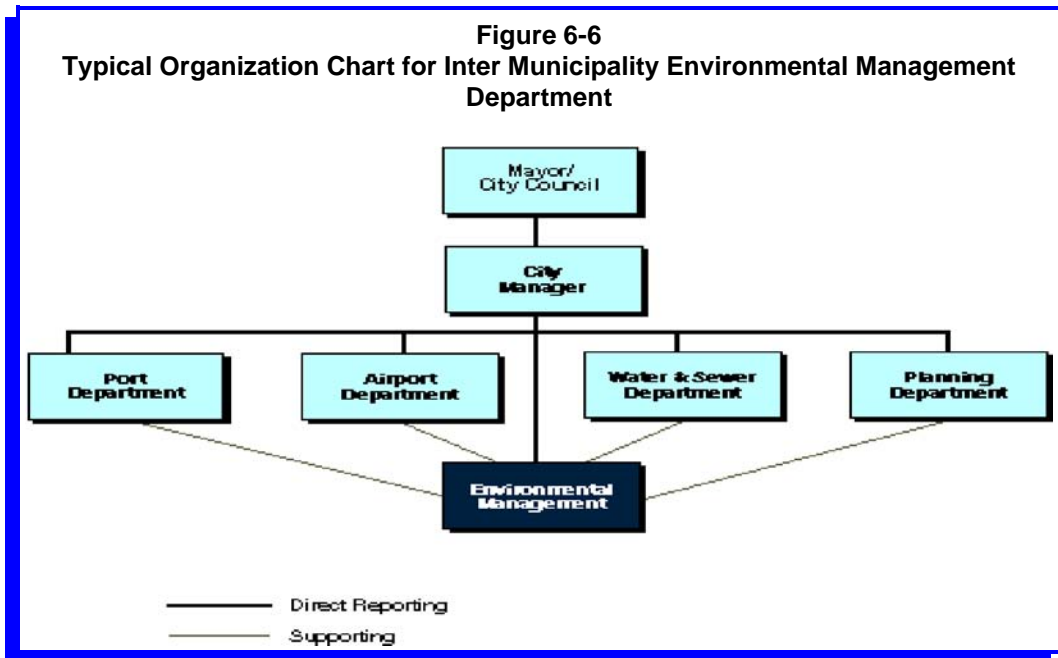 Figure 6-6
Typical Organization Chart for Inter Municipality Environmental Management
Department
Mayor/
City Council
City
Manager
Port
Department
Airport
Department
Water & Sewer
Department
Planning
Department
Environmental
Management
Direct Reporting
Supporting